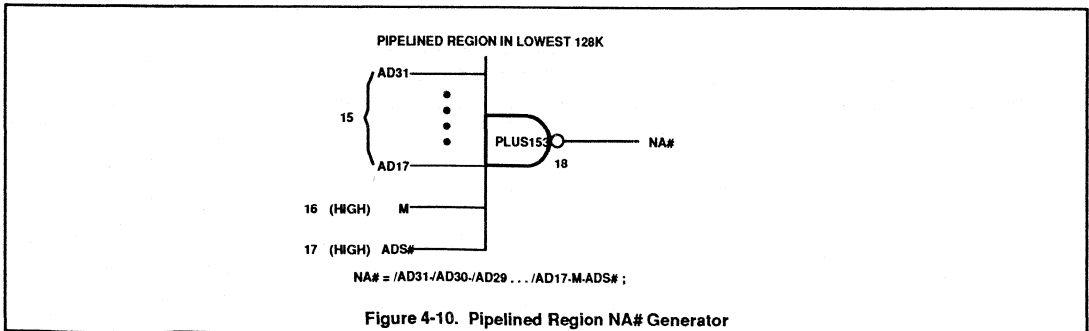 PIPELINED REGION IN LOWEST 128K
AD31
15
PLUS153
NA#
18
AD17
16 (HIGH) M
17 (HIGH) ADS#
NA# = /AD31·/AD30·/AD29 . . . /AD17·M·ADS# ;
Figure 4-10. Pipelined Region NA# Generator